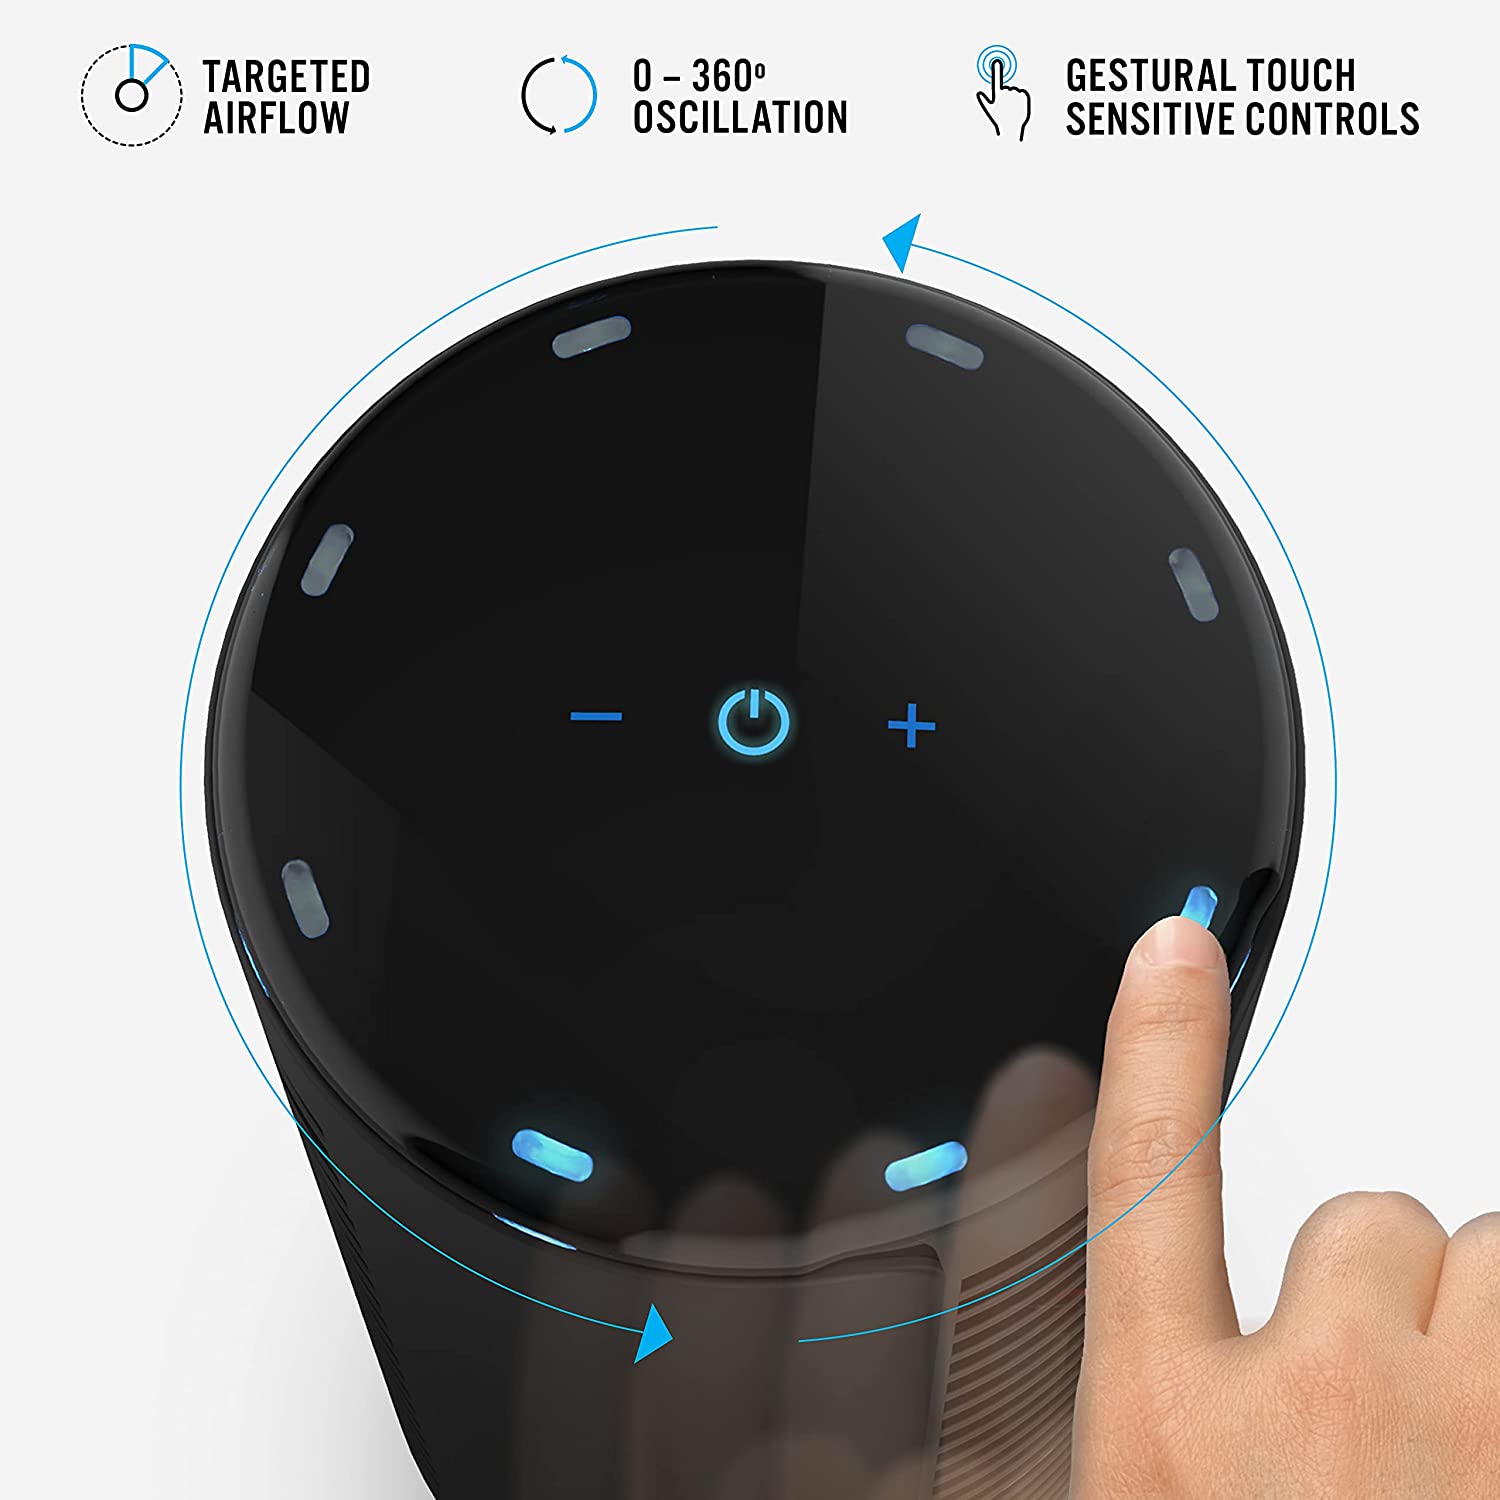 TARGETED
AIRFLOW
0 – 360º
OSCILLATION
GESTURAL TOUCH
SENSITIVE CONTROLS